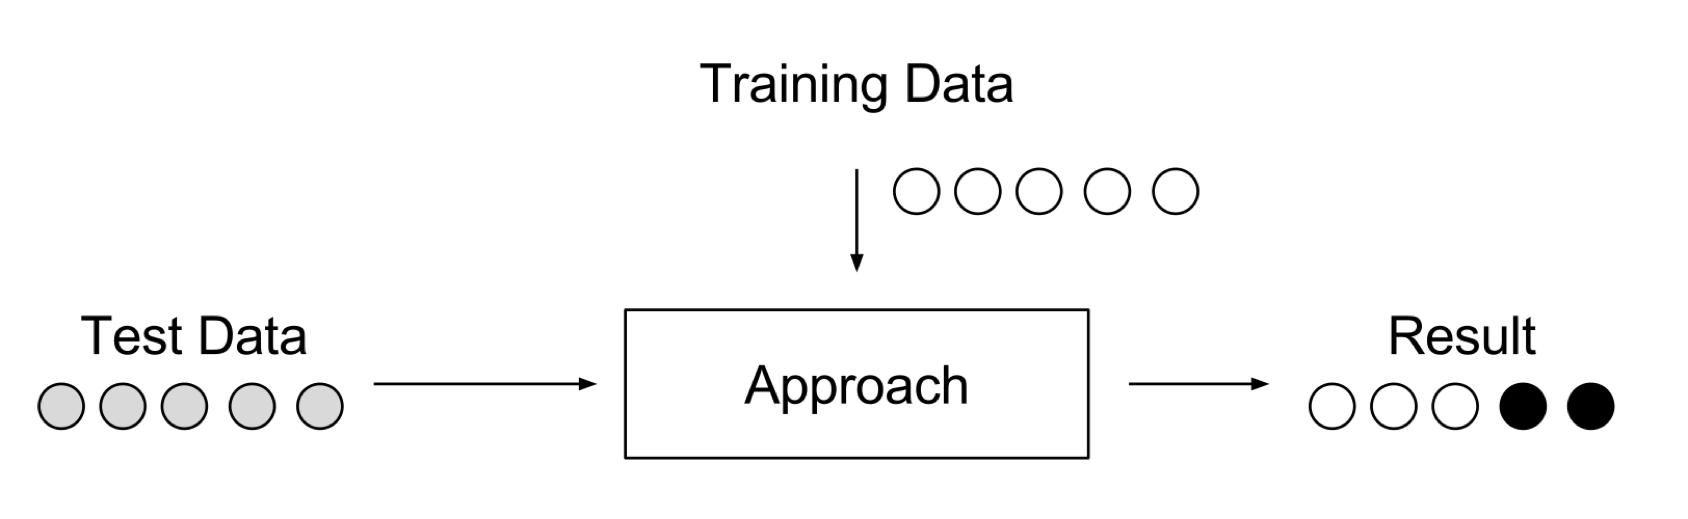 Training Data
Test Data
Approach
Result